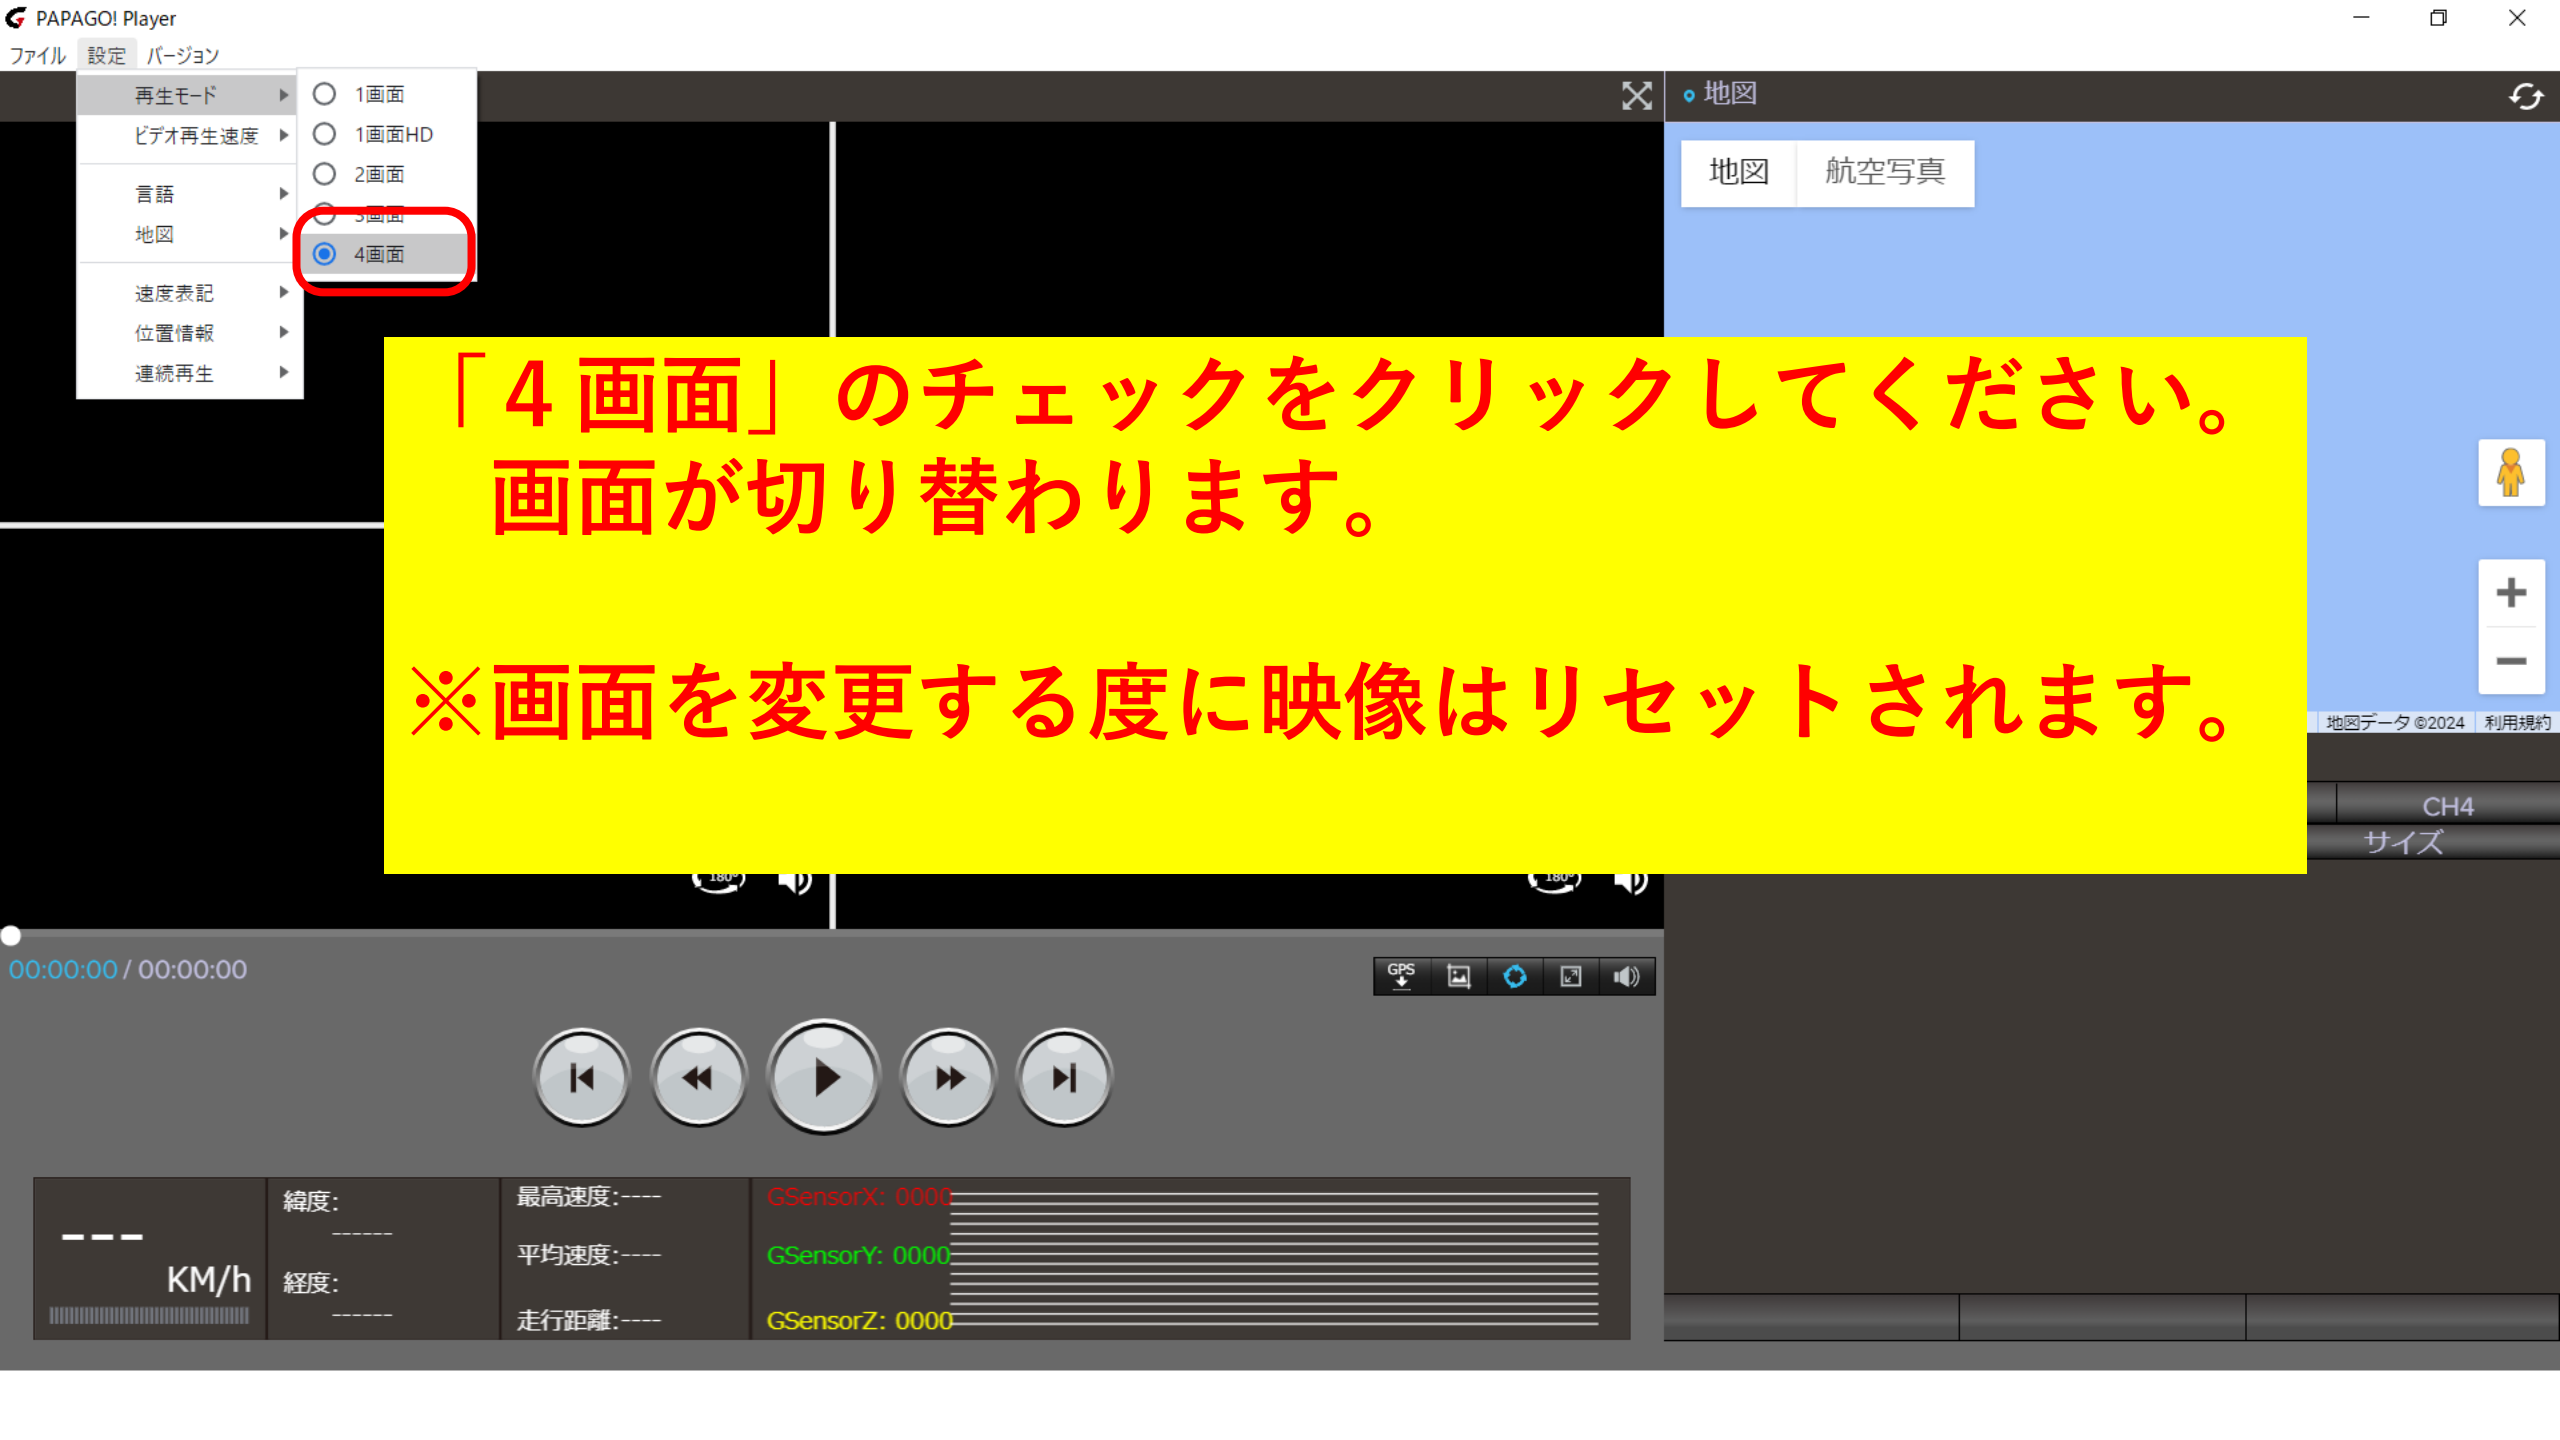 PAPAGO! Player
ファイル 設定 バージョン
再生モード
ビデオ再生速度
言語
地図
速度表記
位置情報
連続再生
1画面
1画面HD
2画面
3画面
4画面
地図
地図 航空写真
「４画面」のチェックをクリックしてください。
画面が切り替わります。
※画面を変更する度に映像はリセットされます。
地図データ ©2024 利用規約
CH4
サイズ
180° 180°
00:00:00 / 00:00:00
GPS
--- KM/h
緯度:
------
経度:
------
最高速度:----
平均速度:----
走行距離:----
GSensorX: 0000
GSensorY: 0000
GSensorZ: 0000